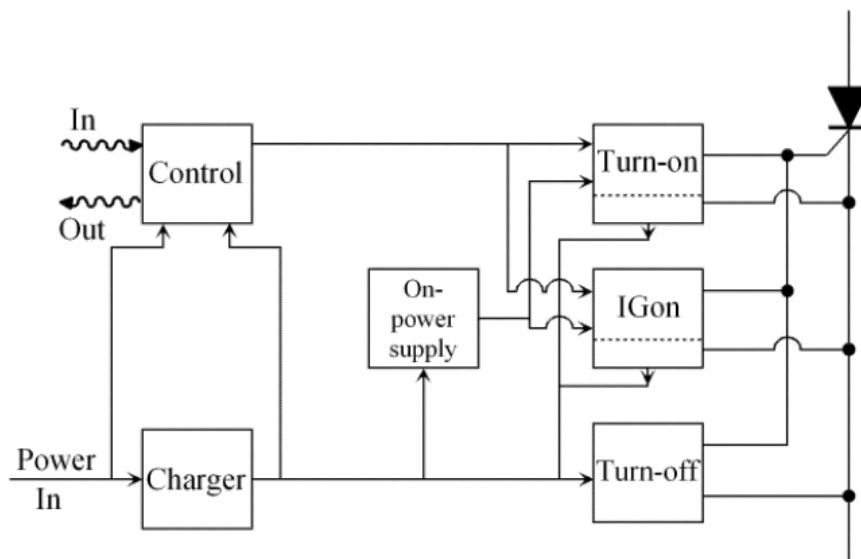 In
Control
Out
Turn-on
On-
power
supply
IGon
Power
In
Charger
Turn-off